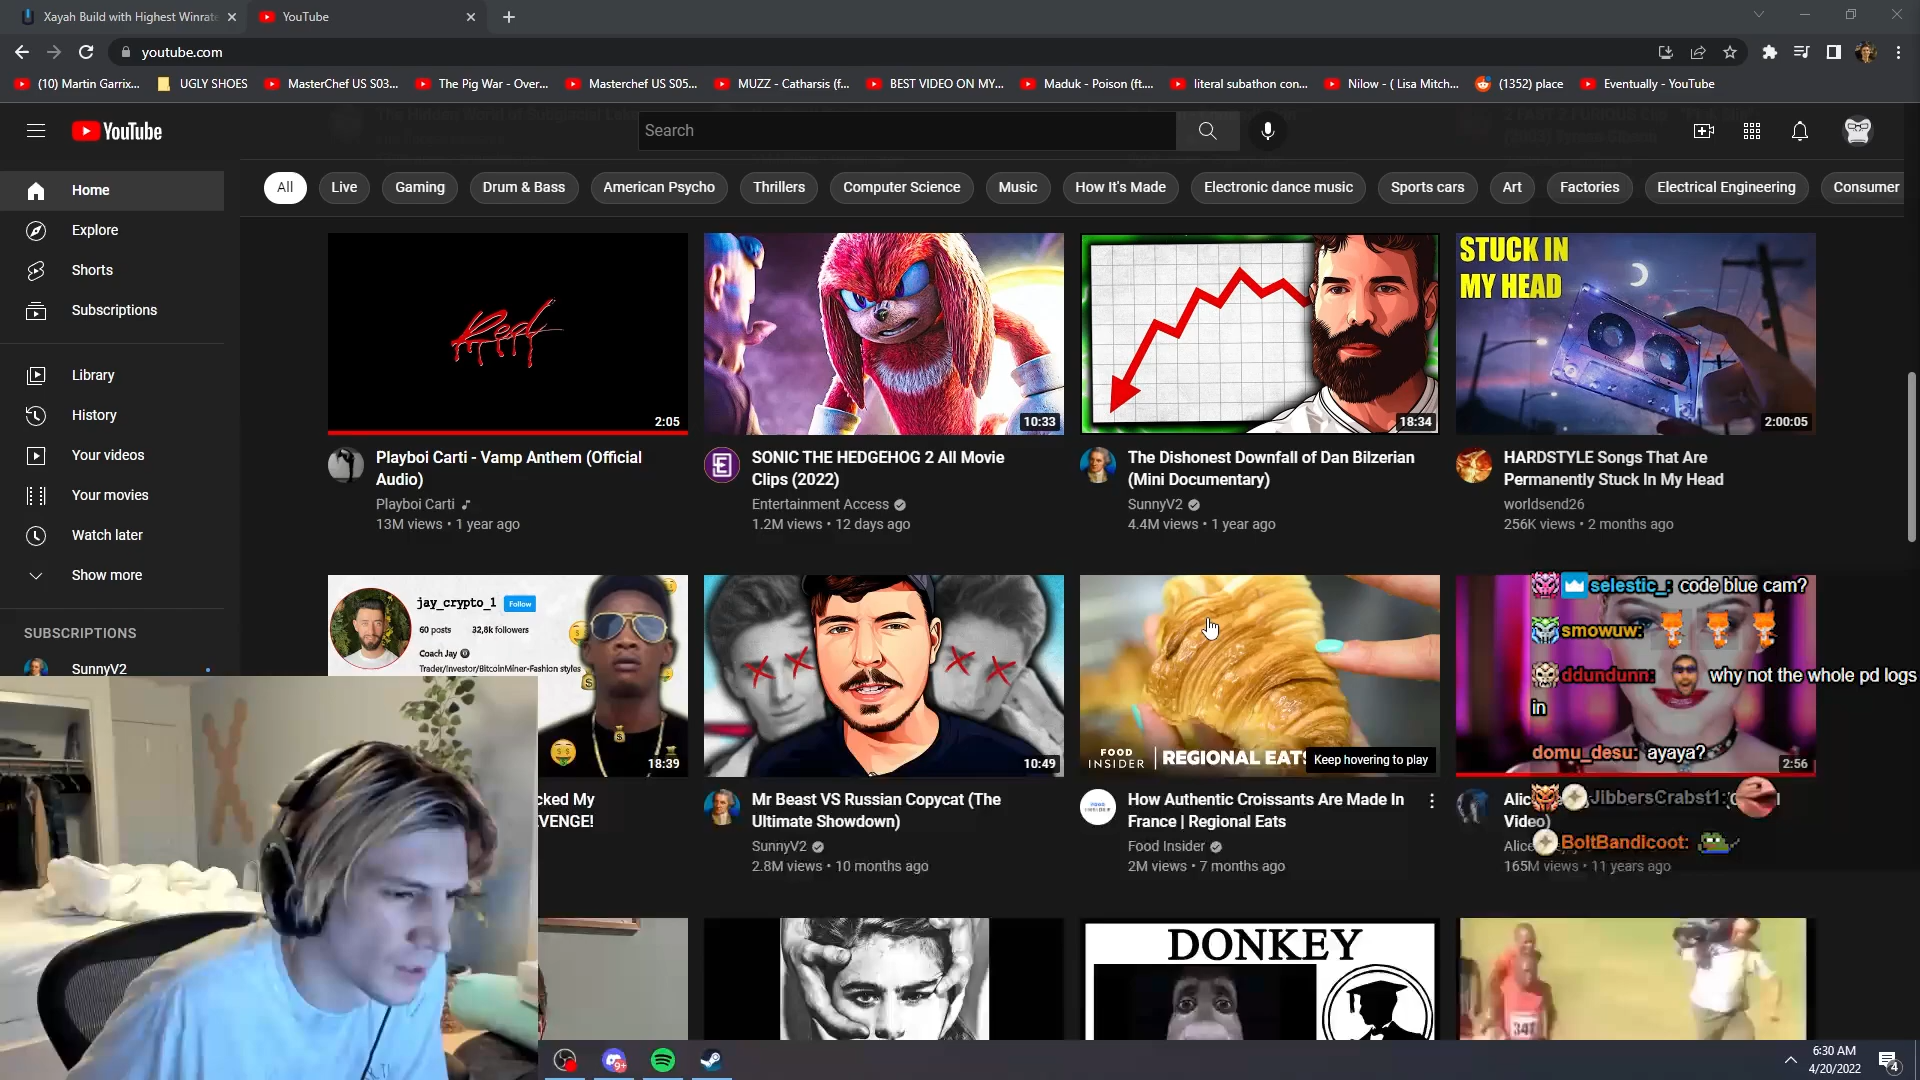 Xayah Build with Highest Winrate
YouTube
youtube.com
(10) Martin Garrix...
UGLY SHOES
MasterChef US S03...
The Pig War - Over...
Masterchef US S05...
MUZZ - Catharsis (f...
BEST VIDEO ON MY...
Maduk - Poison (ft....
literal subathon con...
Nilow - ( Lisa Mitch...
(1352) place
Eventually - YouTube
YouTube
Search
Home
Explore
Shorts
Subscriptions
Library
History
Your videos
Your movies
Watch later
Show more
SUBSCRIPTIONS
SunnyV2
All
Live
Gaming
Drum & Bass
American Psycho
Thrillers
Computer Science
Music
How It's Made
Electronic dance music
Sports cars
Art
Factories
Electrical Engineering
Consumer
Red
2:05
10:33
18:34
STUCK IN
MY HEAD
2:00:05
Playboi Carti - Vamp Anthem (Official
Audio)
Playboi Carti
13M views • 1 year ago
SONIC THE HEDGEHOG 2 All Movie
Clips (2022)
Entertainment Access
1.2M views • 12 days ago
The Dishonest Downfall of Dan Bilzerian
(Mini Documentary)
SunnyV2
4.4M views • 1 year ago
HARDSTYLE Songs That Are
Permanently Stuck In My Head
worldsend26
256K views • 2 months ago
jay_crypto_1 Follow
60 posts 32,8k followers
Coach Jay
Trader/Investor/BitcoinMiner-Fashion styles
18:39
10:49
FOOD
INSIDER
REGIONAL EATS
Keep hovering to play
2:56
cked My
VENGE!
Mr Beast VS Russian Copycat (The
Ultimate Showdown)
SunnyV2
2.8M views • 10 months ago
How Authentic Croissants Are Made In
France | Regional Eats
Food Insider
2M views • 7 months ago
Alic
Video)
Alice
165M views • 11 years ago
selestic_: code blue cam?
smowuw:
ddundunn: why not the whole pd logs
in
domu_desu: ayaya?
JibbersCrabst1:
BoltBandicoot:
DONKEY
341
9+
6:30 AM
4/20/2022
4